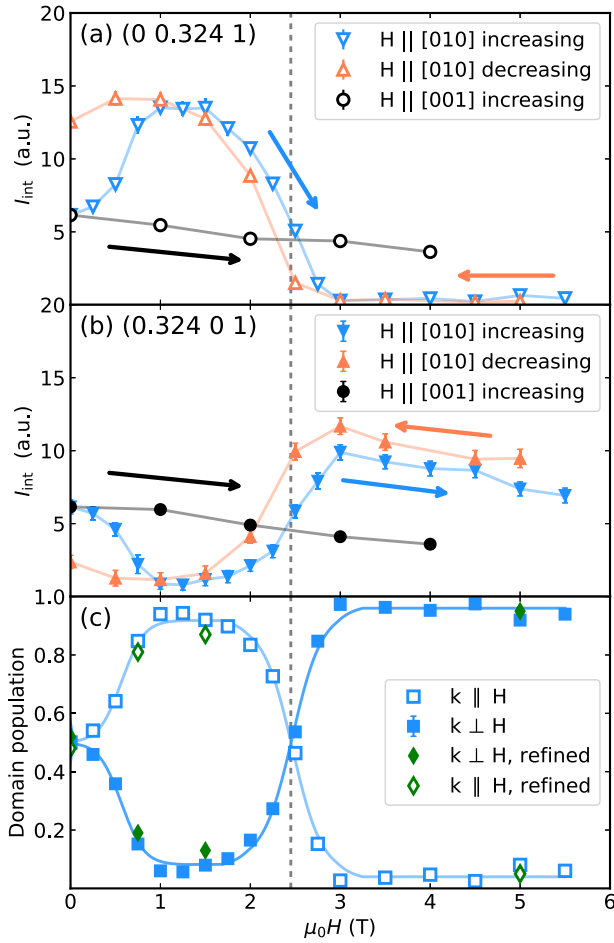 (a) (0 0.324 1)
H || [010] increasing
H || [010] decreasing
H || [001] increasing
20
15
10
5
I_int (a.u.)
(b) (0.324 0 1)
H || [010] increasing
H || [010] decreasing
H || [001] increasing
20
15
10
5
I_int (a.u.)
(c)
k ∥ H
k ⊥ H
k ⊥ H, refined
k ∥ H, refined
1.0
0.8
0.6
0.4
0.2
Domain population
0 1 2 3 4 5 6
μ₀H (T)